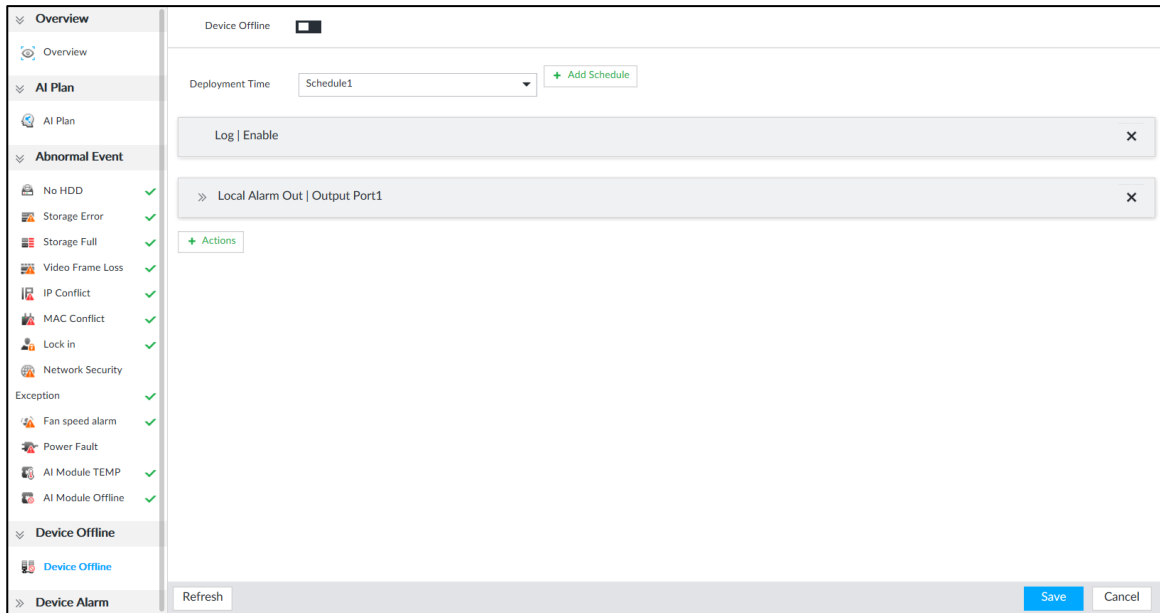 Overview
Overview
AI Plan
AI Plan
Abnormal Event
No HDD
Storage Error
Storage Full
Video Frame Loss
IP Conflict
MAC Conflict
Lock in
Network Security
Exception
Fan speed alarm
Power Fault
AI Module TEMP
AI Module Offline
Device Offline
Device Offline
Device Alarm
Device Offline
Deployment Time Schedule1 + Add Schedule
Log | Enable
Local Alarm Out | Output Port1
+ Actions
Refresh Save Cancel